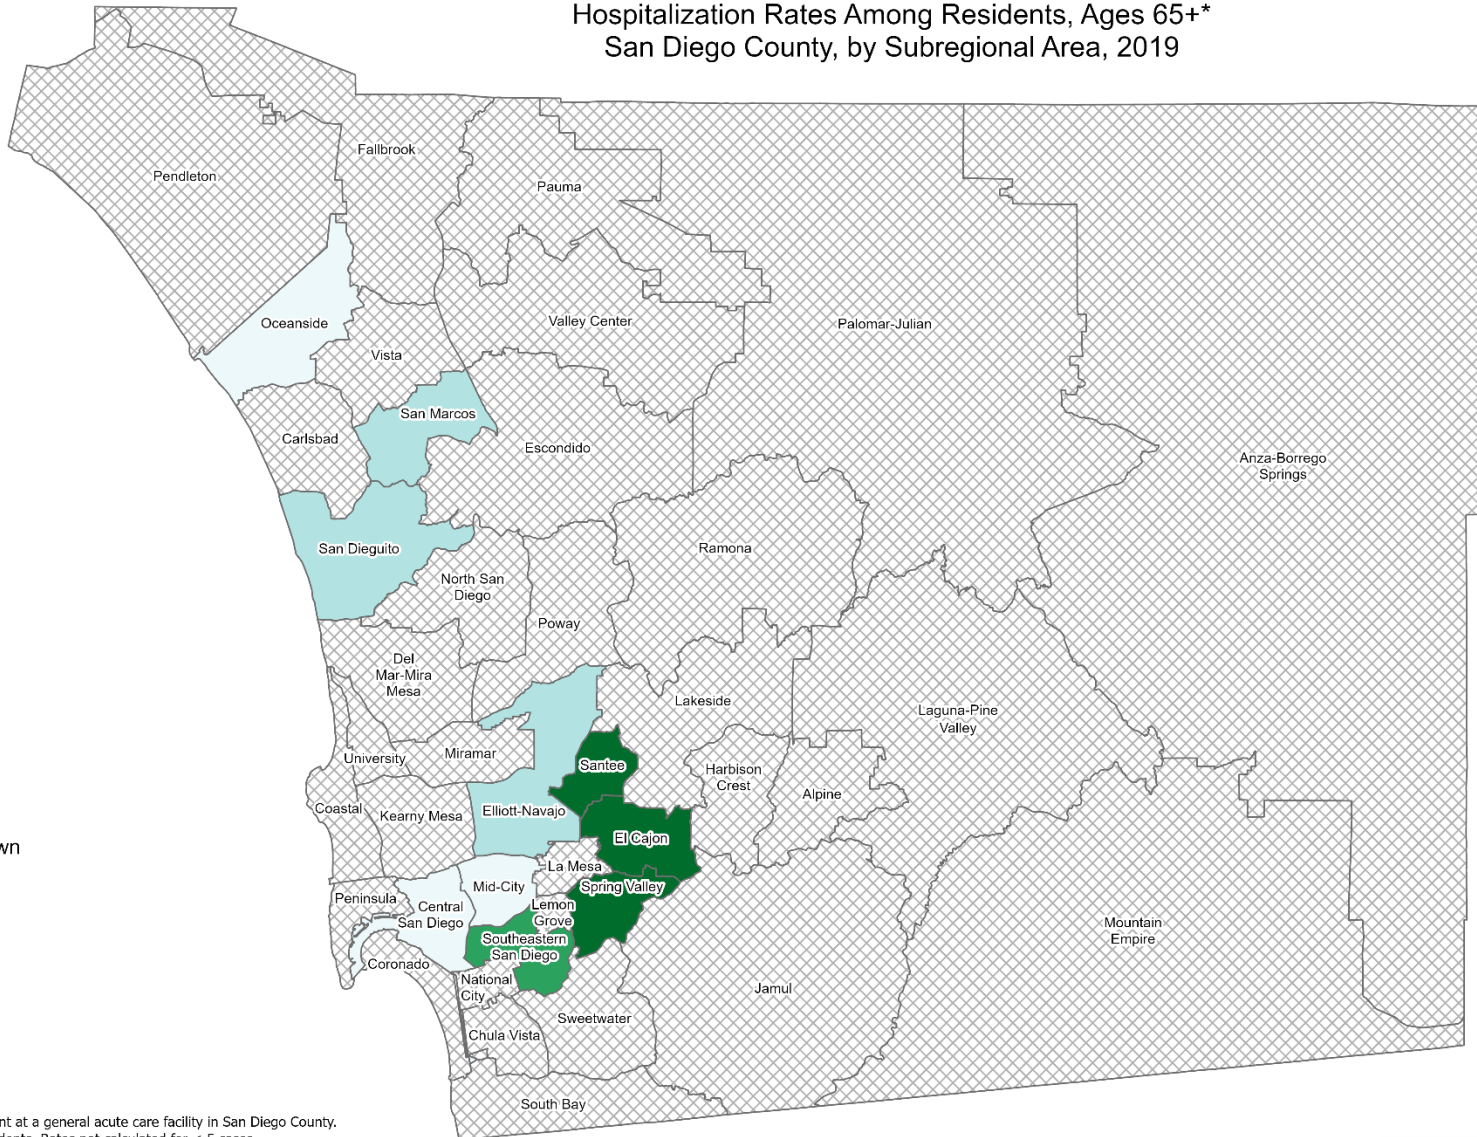 Hospitalization Rates Among Residents, Ages 65+*
San Diego County, by Subregional Area, 2019
Fallbrook
Pendleton
Pauma
Oceanside
Valley Center
Palomar-Julian
Vista
San Marcos
Carlsbad
Escondido
Anza-Borrego
Springs
San Dieguito
Ramona
North San
Diego
Poway
Del
Mar-Mira
Mesa
Lakeside
Laguna-Pine
Valley
University
Miramar
Santee
Harbison
Crest
Alpine
Coastal
Kearny Mesa
Elliott-Navajo
El Cajon
La Mesa
Mid-City
Spring Valley
Peninsula
Central
San Diego
Lemon
Grove
Southeastern
San Diego
Mountain
Empire
Coronado
National
City
Jamul
Sweetwater
Chula Vista
South Bay
nt at a general acute care facility in San Diego County.